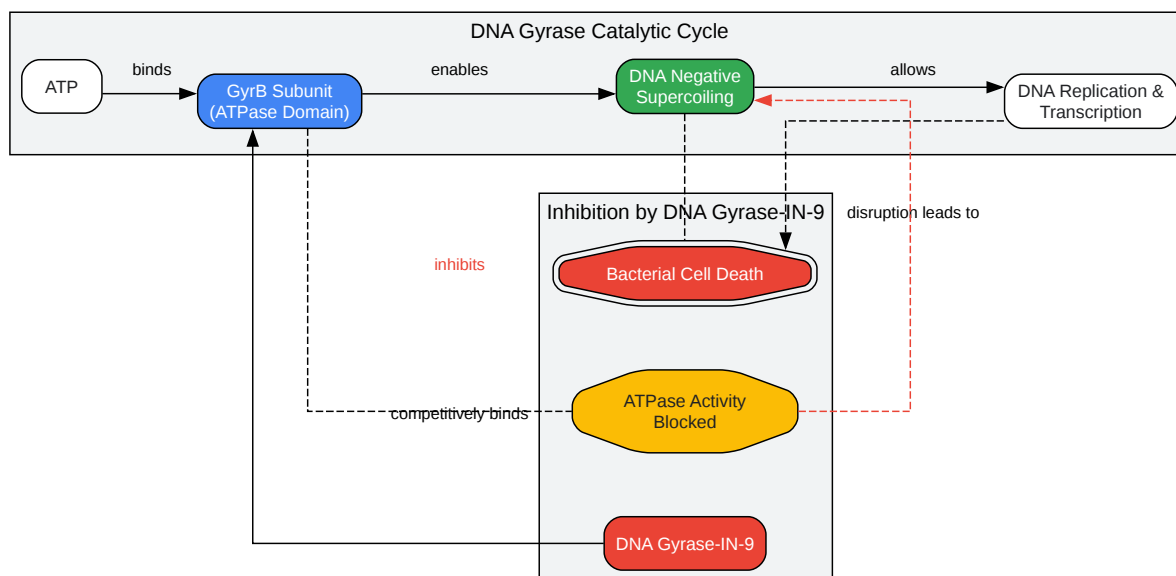 DNA Gyrase Catalytic Cycle
ATP
binds
GyrB Subunit
(ATPase Domain)
enables
DNA Negative
Supercoiling
allows
DNA Replication &
Transcription
Inhibition by DNA Gyrase-IN-9
disruption leads to
inhibits
Bacterial Cell Death
competitively binds
ATPase Activity
Blocked
DNA Gyrase-IN-9